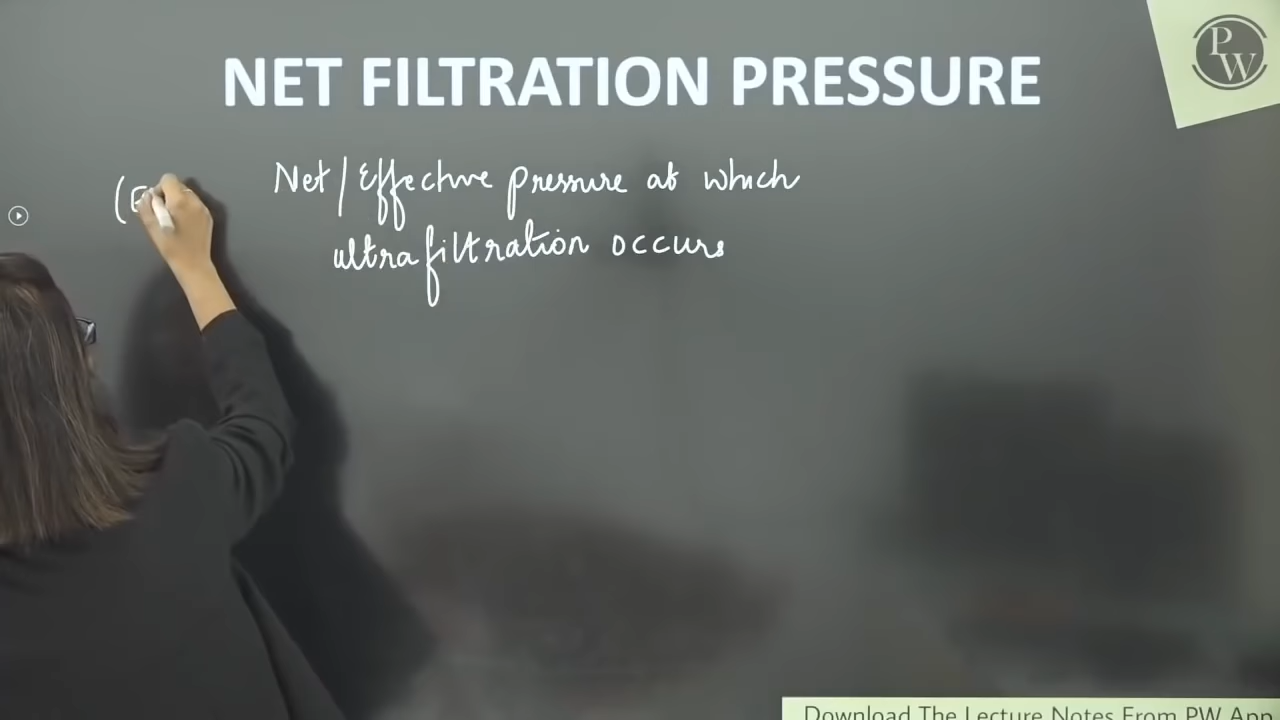 P
W
NET FILTRATION PRESSURE
Net / Effective pressure at which
(E
ultrafiltration occurs
Download The Lecture Notes From PW App